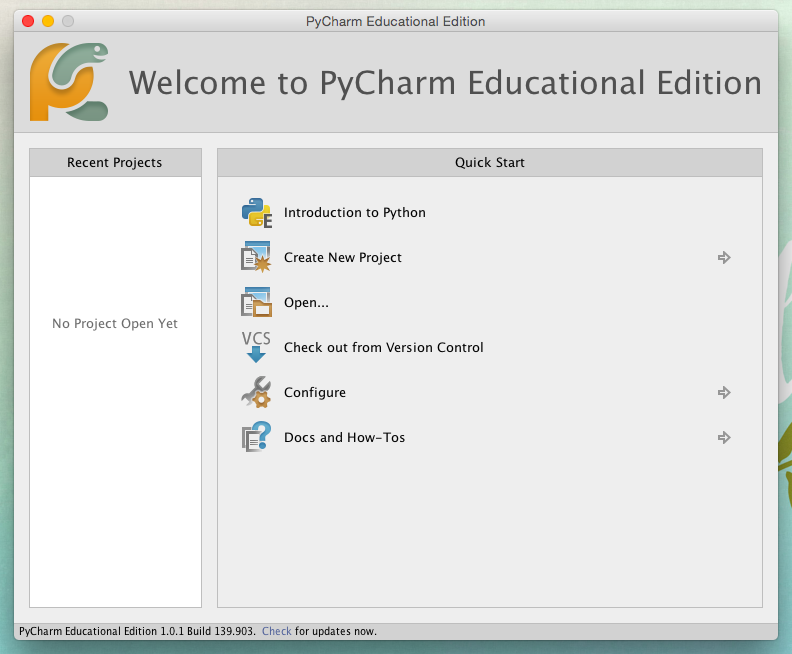 PyCharm Educational Edition
Welcome to PyCharm Educational Edition
Recent Projects
No Project Open Yet
Quick Start
E
Introduction to Python
Create New Project
Open...
VCS
Check out from Version Control
Configure
?
Docs and How-Tos
PyCharm Educational Edition 1.0.1 Build 139.903. Check for updates now.